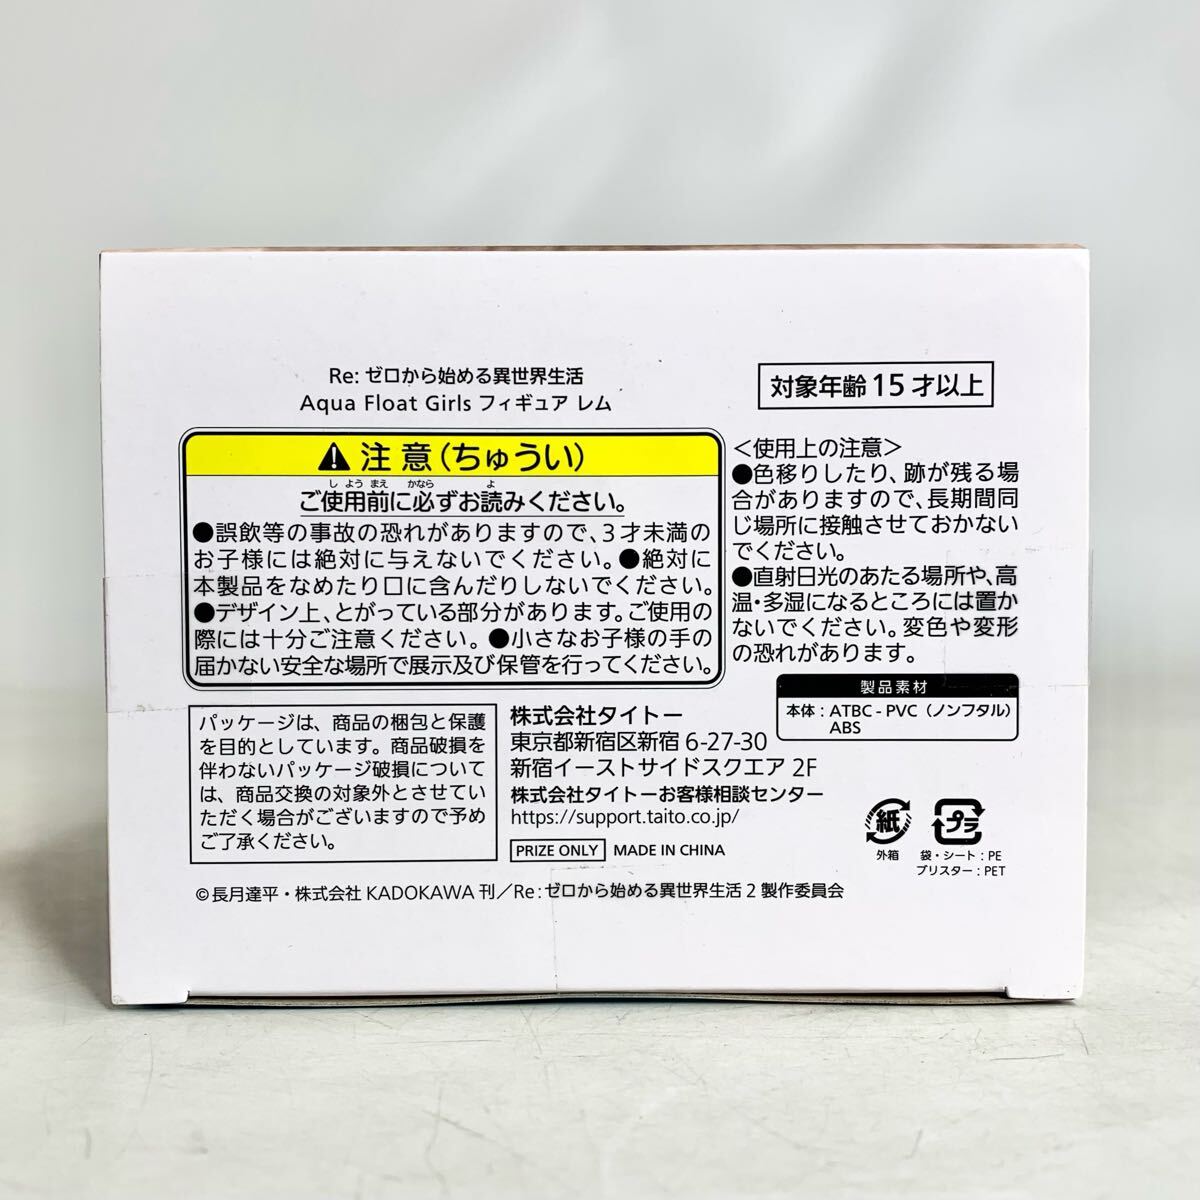 Re: ゼロから始める異世界生活
Aqua Float Girls フィギュア レム
対象年齢 15 才以上
注 意 (ちゅうい)
し よう まえ かなら よ
ご使用前に必ずお読みください。
●誤飲等の事故の恐れがありますので、3 才未満の
お子様には絶対に与えないでください。●絶対に
本製品をなめたり口に含んだりしないでください。
●デザイン上、とがっている部分があります。ご使用の
際には十分ご注意ください。●小さなお子様の手の
届かない安全な場所で展示及び保管を行ってください。
＜使用上の注意＞
●色移りしたり、跡が残る場
合がありますので、長期間同
じ場所に接触させておかない
でください。
●直射日光のあたる場所や、高
温・多湿になるところには置か
ないでください。変色や変形
の恐れがあります。
製品素材
本体 : ATBC - PVC (ノンフタル)
ABS
パッケージは、商品の梱包と保護
を目的としています。商品破損を
伴わないパッケージ破損について
は、商品交換の対象外とさせてい
ただく場合がございますので予め
ご了承ください。
株式会社タイトー
東京都新宿区新宿 6-27-30
新宿イーストサイドスクエア 2F
株式会社タイトーお客様相談センター
https://support.taito.co.jp/
PRIZE ONLY MADE IN CHINA
紙
外箱
プラ
袋・シート : PE
ブリスター : PET
©長月達平・株式会社 KADOKAWA 刊／Re : ゼロから始める異世界生活 2 製作委員会